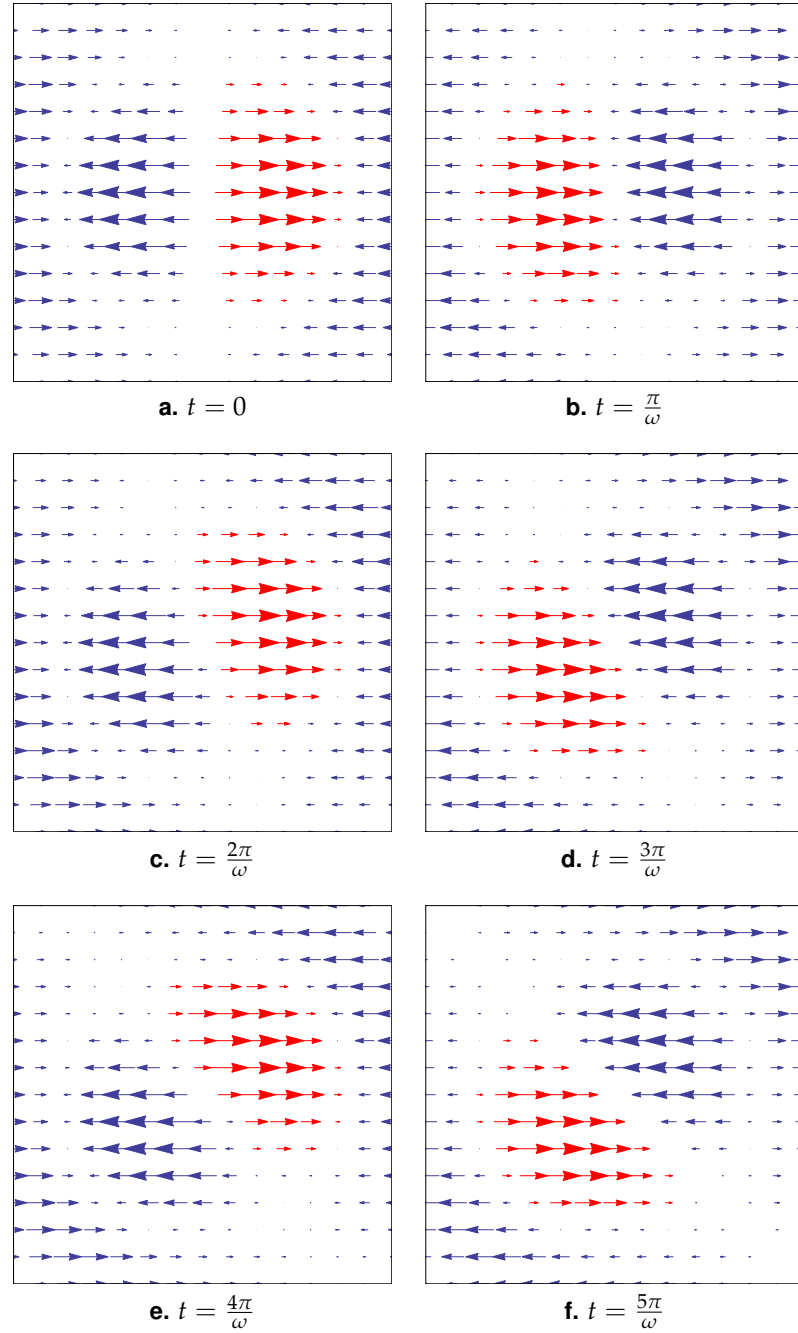 a. t = 0
b. t = π/ω
c. t = 2π/ω
d. t = 3π/ω
e. t = 4π/ω
f. t = 5π/ω